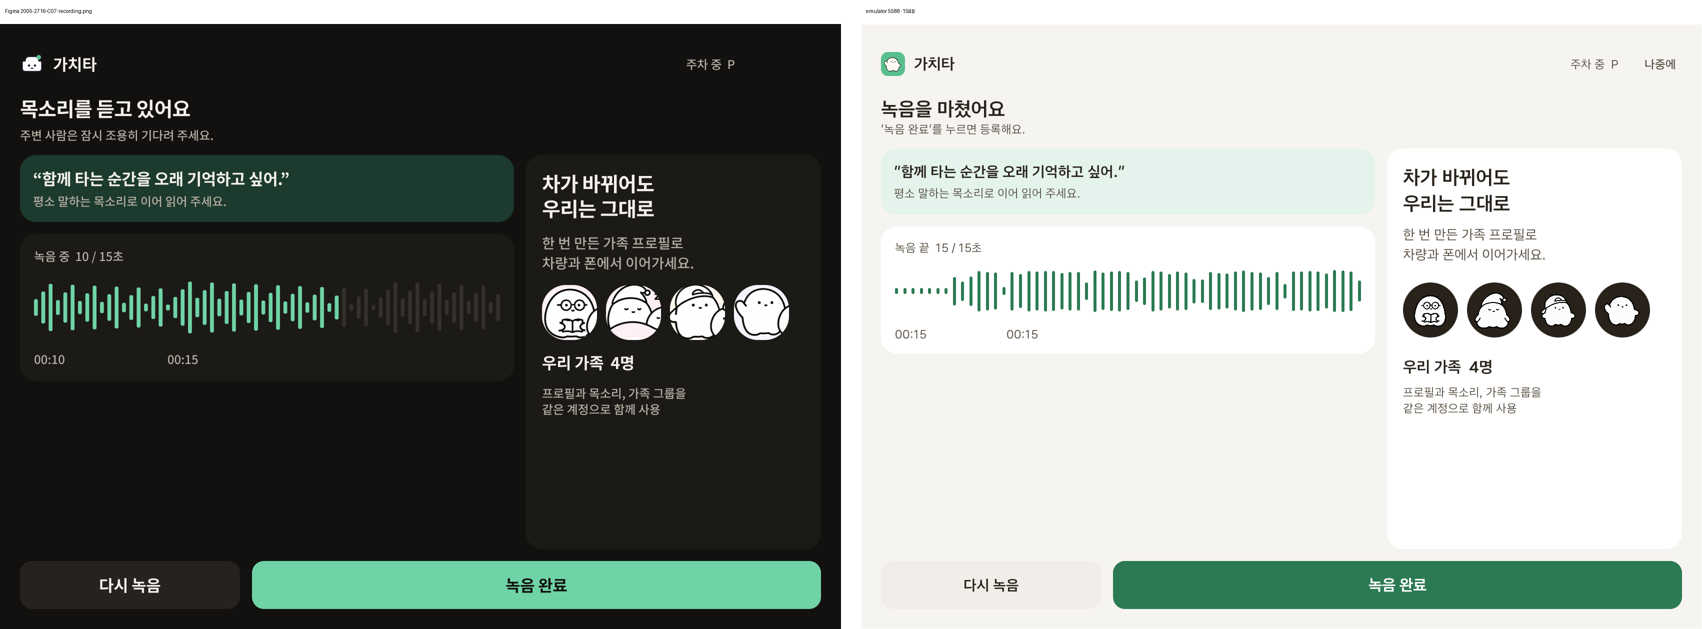 Figma 2005-2716-C07-recording.png
가치타
주차 중 P
목소리를 듣고 있어요
주변 사람은 잠시 조용히 기다려 주세요.
“함께 타는 순간을 오래 기억하고 싶어.”
평소 말하는 목소리로 이어 읽어 주세요.
녹음 중 10 / 15초
00:10 00:15
차가 바뀌어도
우리는 그대로
한 번 만든 가족 프로필로
차량과 폰에서 이어가세요.
우리 가족 4명
프로필과 목소리, 가족 그룹을
같은 계정으로 함께 사용
다시 녹음
녹음 완료
emulator 5588 · 1588
가치타
주차 중 P
나중에
녹음을 마쳤어요
‘녹음 완료’를 누르면 등록해요.
“함께 타는 순간을 오래 기억하고 싶어.”
평소 말하는 목소리로 이어 읽어 주세요.
녹음 끝 15 / 15초
00:15 00:15
차가 바뀌어도
우리는 그대로
한 번 만든 가족 프로필로
차량과 폰에서 이어가세요.
우리 가족 4명
프로필과 목소리, 가족 그룹을
같은 계정으로 함께 사용
다시 녹음
녹음 완료